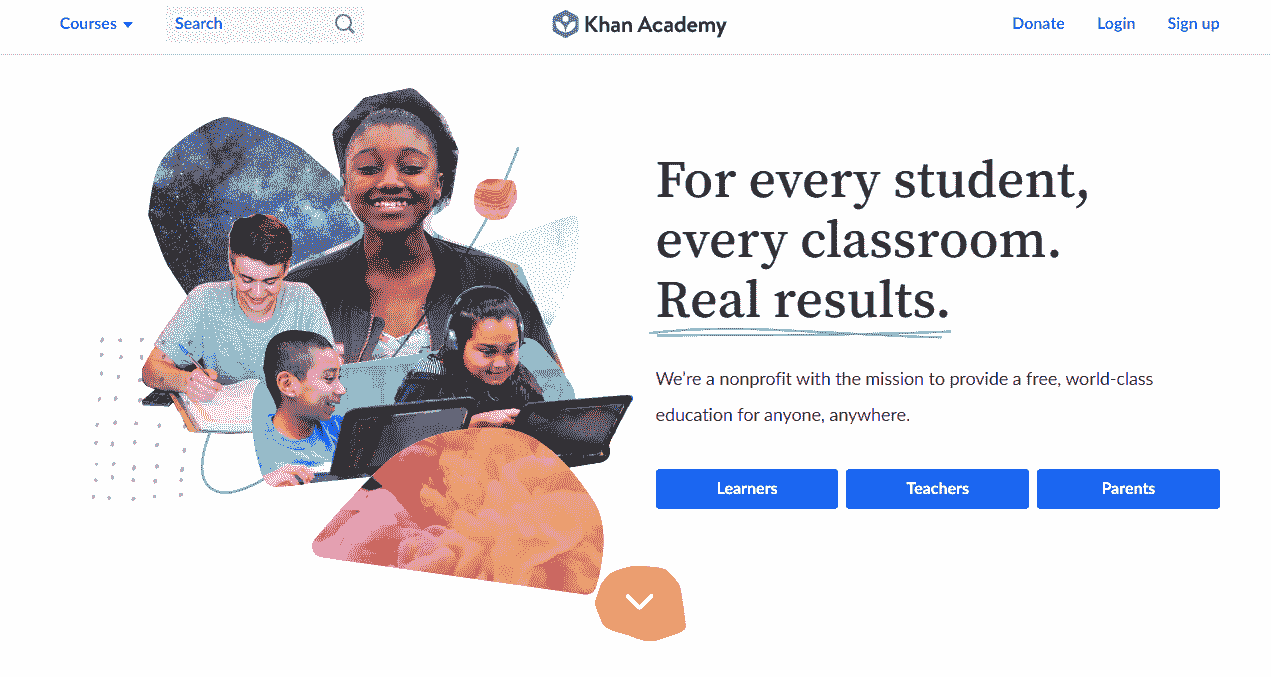 Courses
Search
Khan Academy
Donate
Login
Sign up
For every student,
every classroom.
Real results.
We're a nonprofit with the mission to provide a free, world-class
education for anyone, anywhere.
Learners
Teachers
Parents